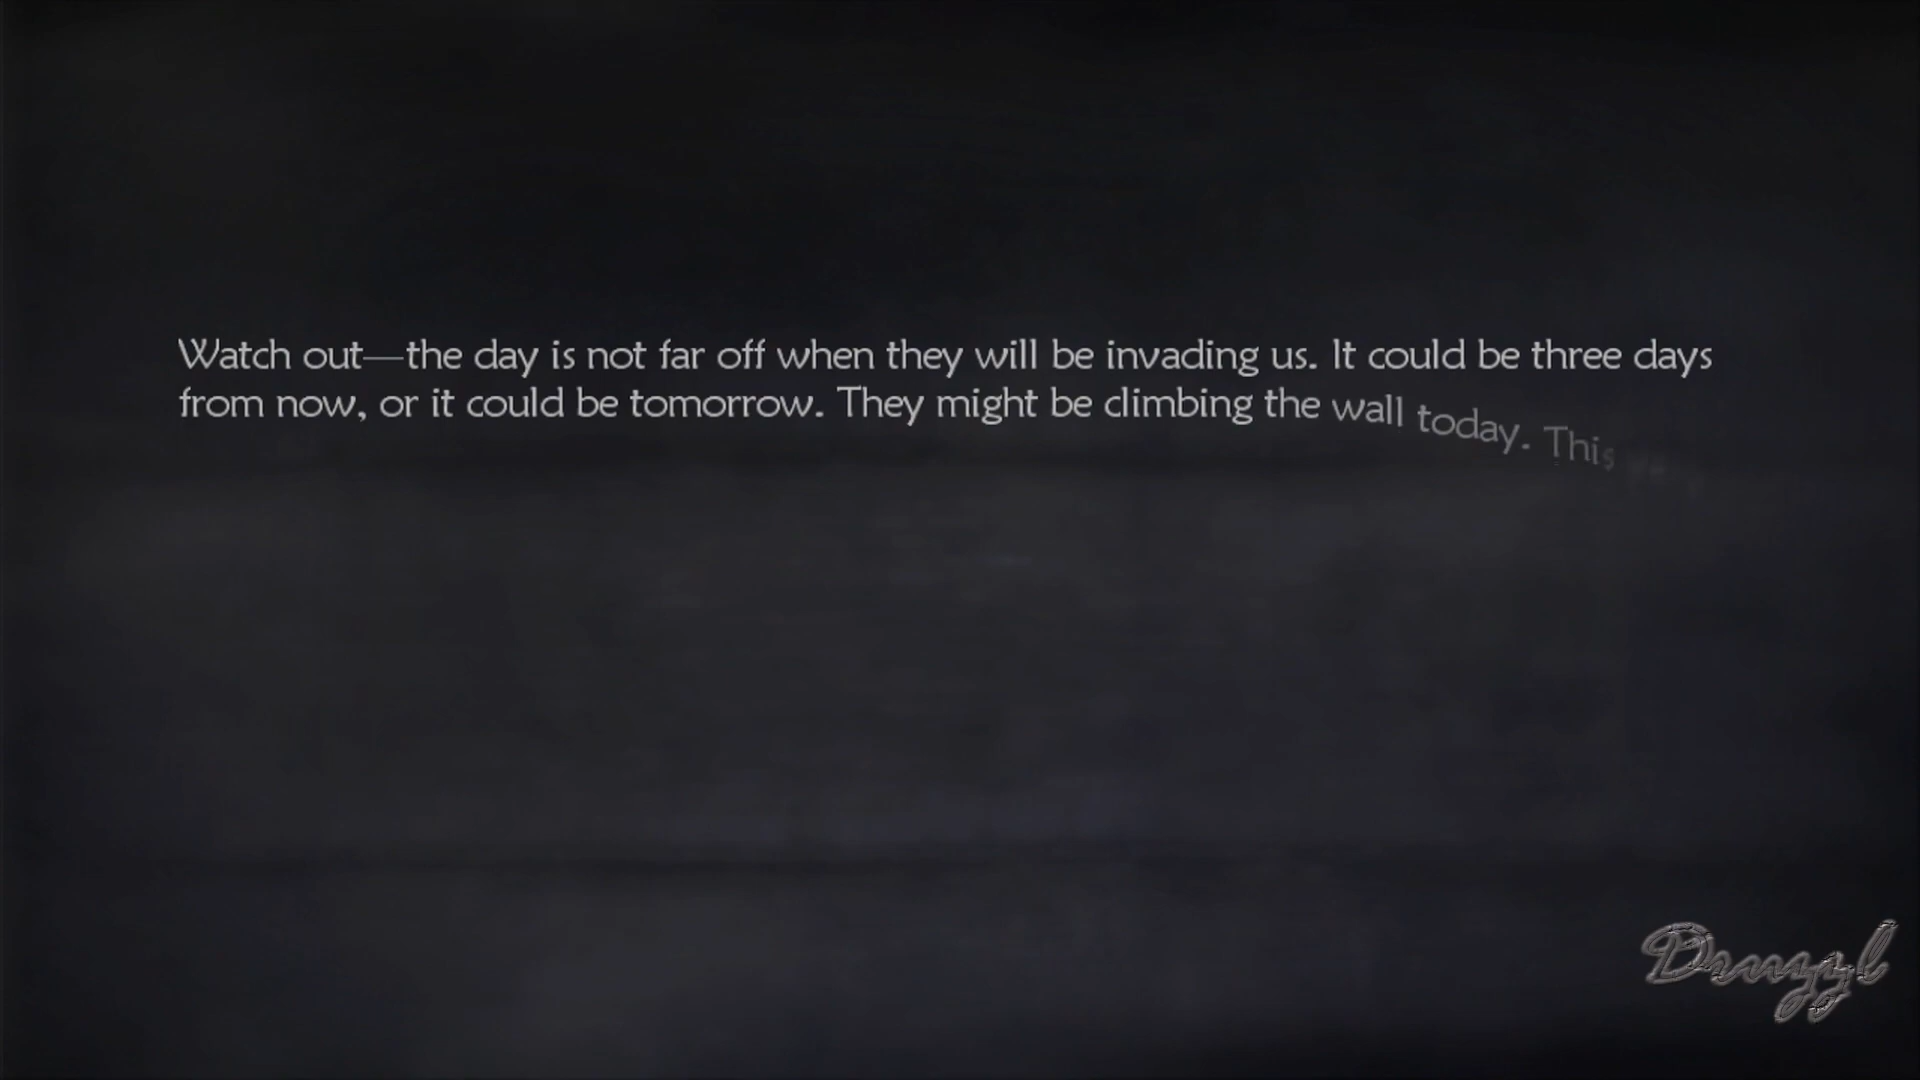 Watch out—the day is not far off when they will be invading us. It could be three days
from now, or it could be tomorrow. They might be climbing the wall today. This
Druzzl